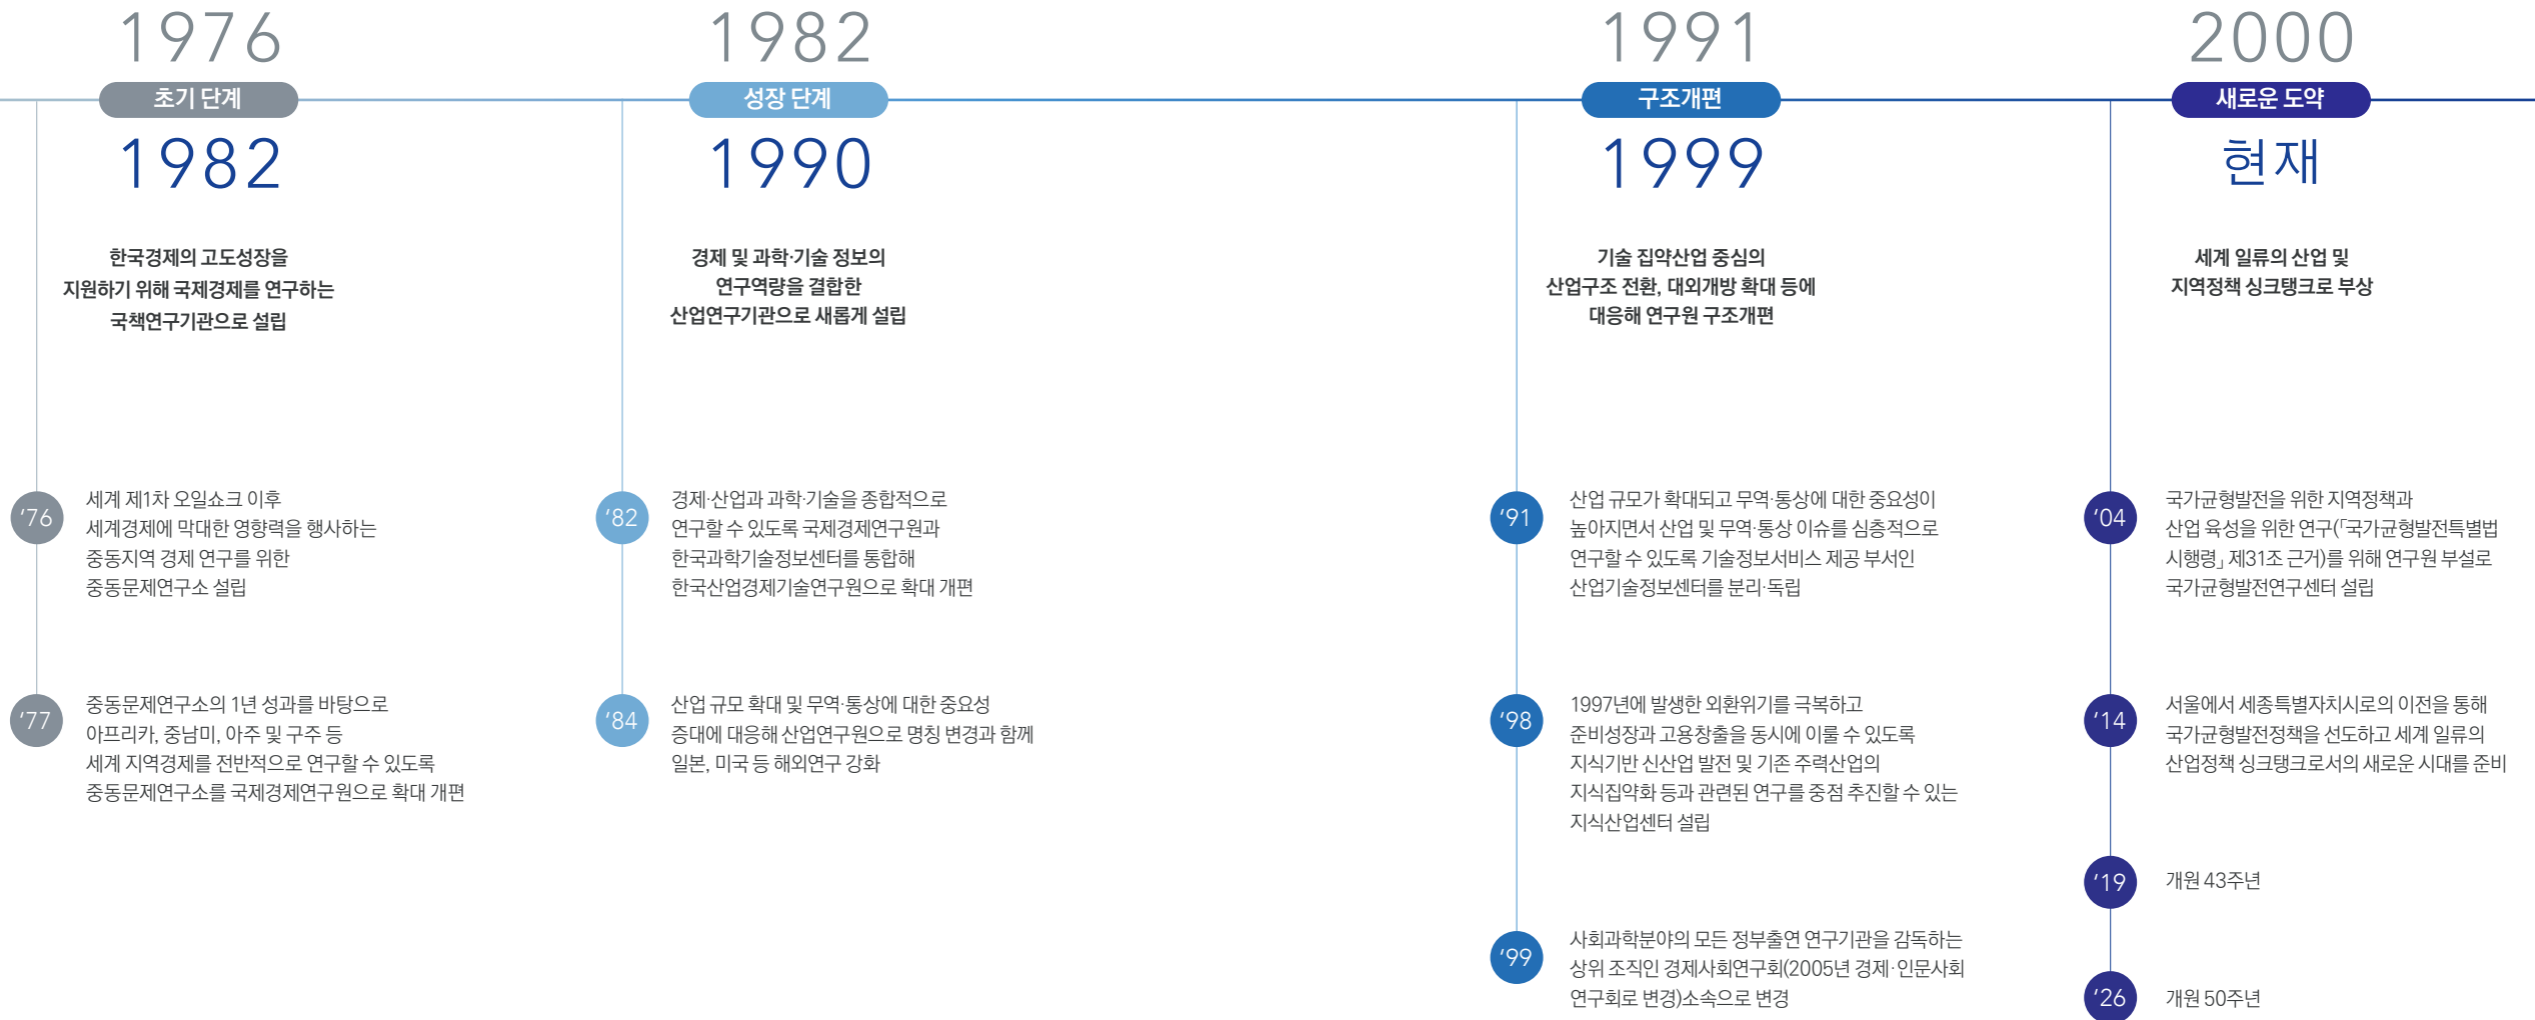 1976
초기 단계
1982
한국경제의 고도성장을
지원하기 위해 국제경제를 연구하는
국책연구기관으로 설립
'76
세계 제1차 오일쇼크 이후
세계경제에 막대한 영향력을 행사하는
중동지역 경제 연구를 위한
중동문제연구소 설립
'77
중동문제연구소의 1년 성과를 바탕으로
아프리카, 중남미, 아주 및 구주 등
세계 지역경제를 전반적으로 연구할 수 있도록
중동문제연구소를 국제경제연구원으로 확대 개편
1982
성장 단계
1990
경제 및 과학·기술 정보의
연구역량을 결합한
산업연구기관으로 새롭게 설립
'82
경제·산업과 과학·기술을 종합적으로
연구할 수 있도록 국제경제연구원과
한국과학기술정보센터를 통합해
한국산업경제기술연구원으로 확대 개편
'84
산업 규모 확대 및 무역·통상에 대한 중요성
증대에 대응해 산업연구원으로 명칭 변경과 함께
일본, 미국 등 해외연구 강화
1991
구조개편
1999
기술 집약산업 중심의
산업구조 전환, 대외개방 확대 등에
대응해 연구원 구조개편
'91
산업 규모가 확대되고 무역·통상에 대한 중요성이
높아지면서 산업 및 무역·통상 이슈를 심층적으로
연구할 수 있도록 기술정보서비스 제공 부서인
산업기술정보센터를 분리·독립
'98
1997년에 발생한 외환위기를 극복하고
준비성장과 고용창출을 동시에 이룰 수 있도록
지식기반 신산업 발전 및 기존 주력산업의
지식집약화 등과 관련된 연구를 중점 추진할 수 있는
지식산업센터 설립
'99
사회과학분야의 모든 정부출연 연구기관을 감독하는
상위 조직인 경제사회연구회(2005년 경제·인문사회
연구회로 변경)소속으로 변경
2000
새로운 도약
현재
세계 일류의 산업 및
지역정책 싱크탱크로 부상
'04
국가균형발전을 위한 지역정책과
산업 육성을 위한 연구(「국가균형발전특별법
시행령」 제31조 근거)를 위해 연구원 부설로
국가균형발전연구센터 설립
'14
서울에서 세종특별자치시로의 이전을 통해
국가균형발전정책을 선도하고 세계 일류의
산업정책 싱크탱크로서의 새로운 시대를 준비
'19
개원 43주년
'26
개원 50주년